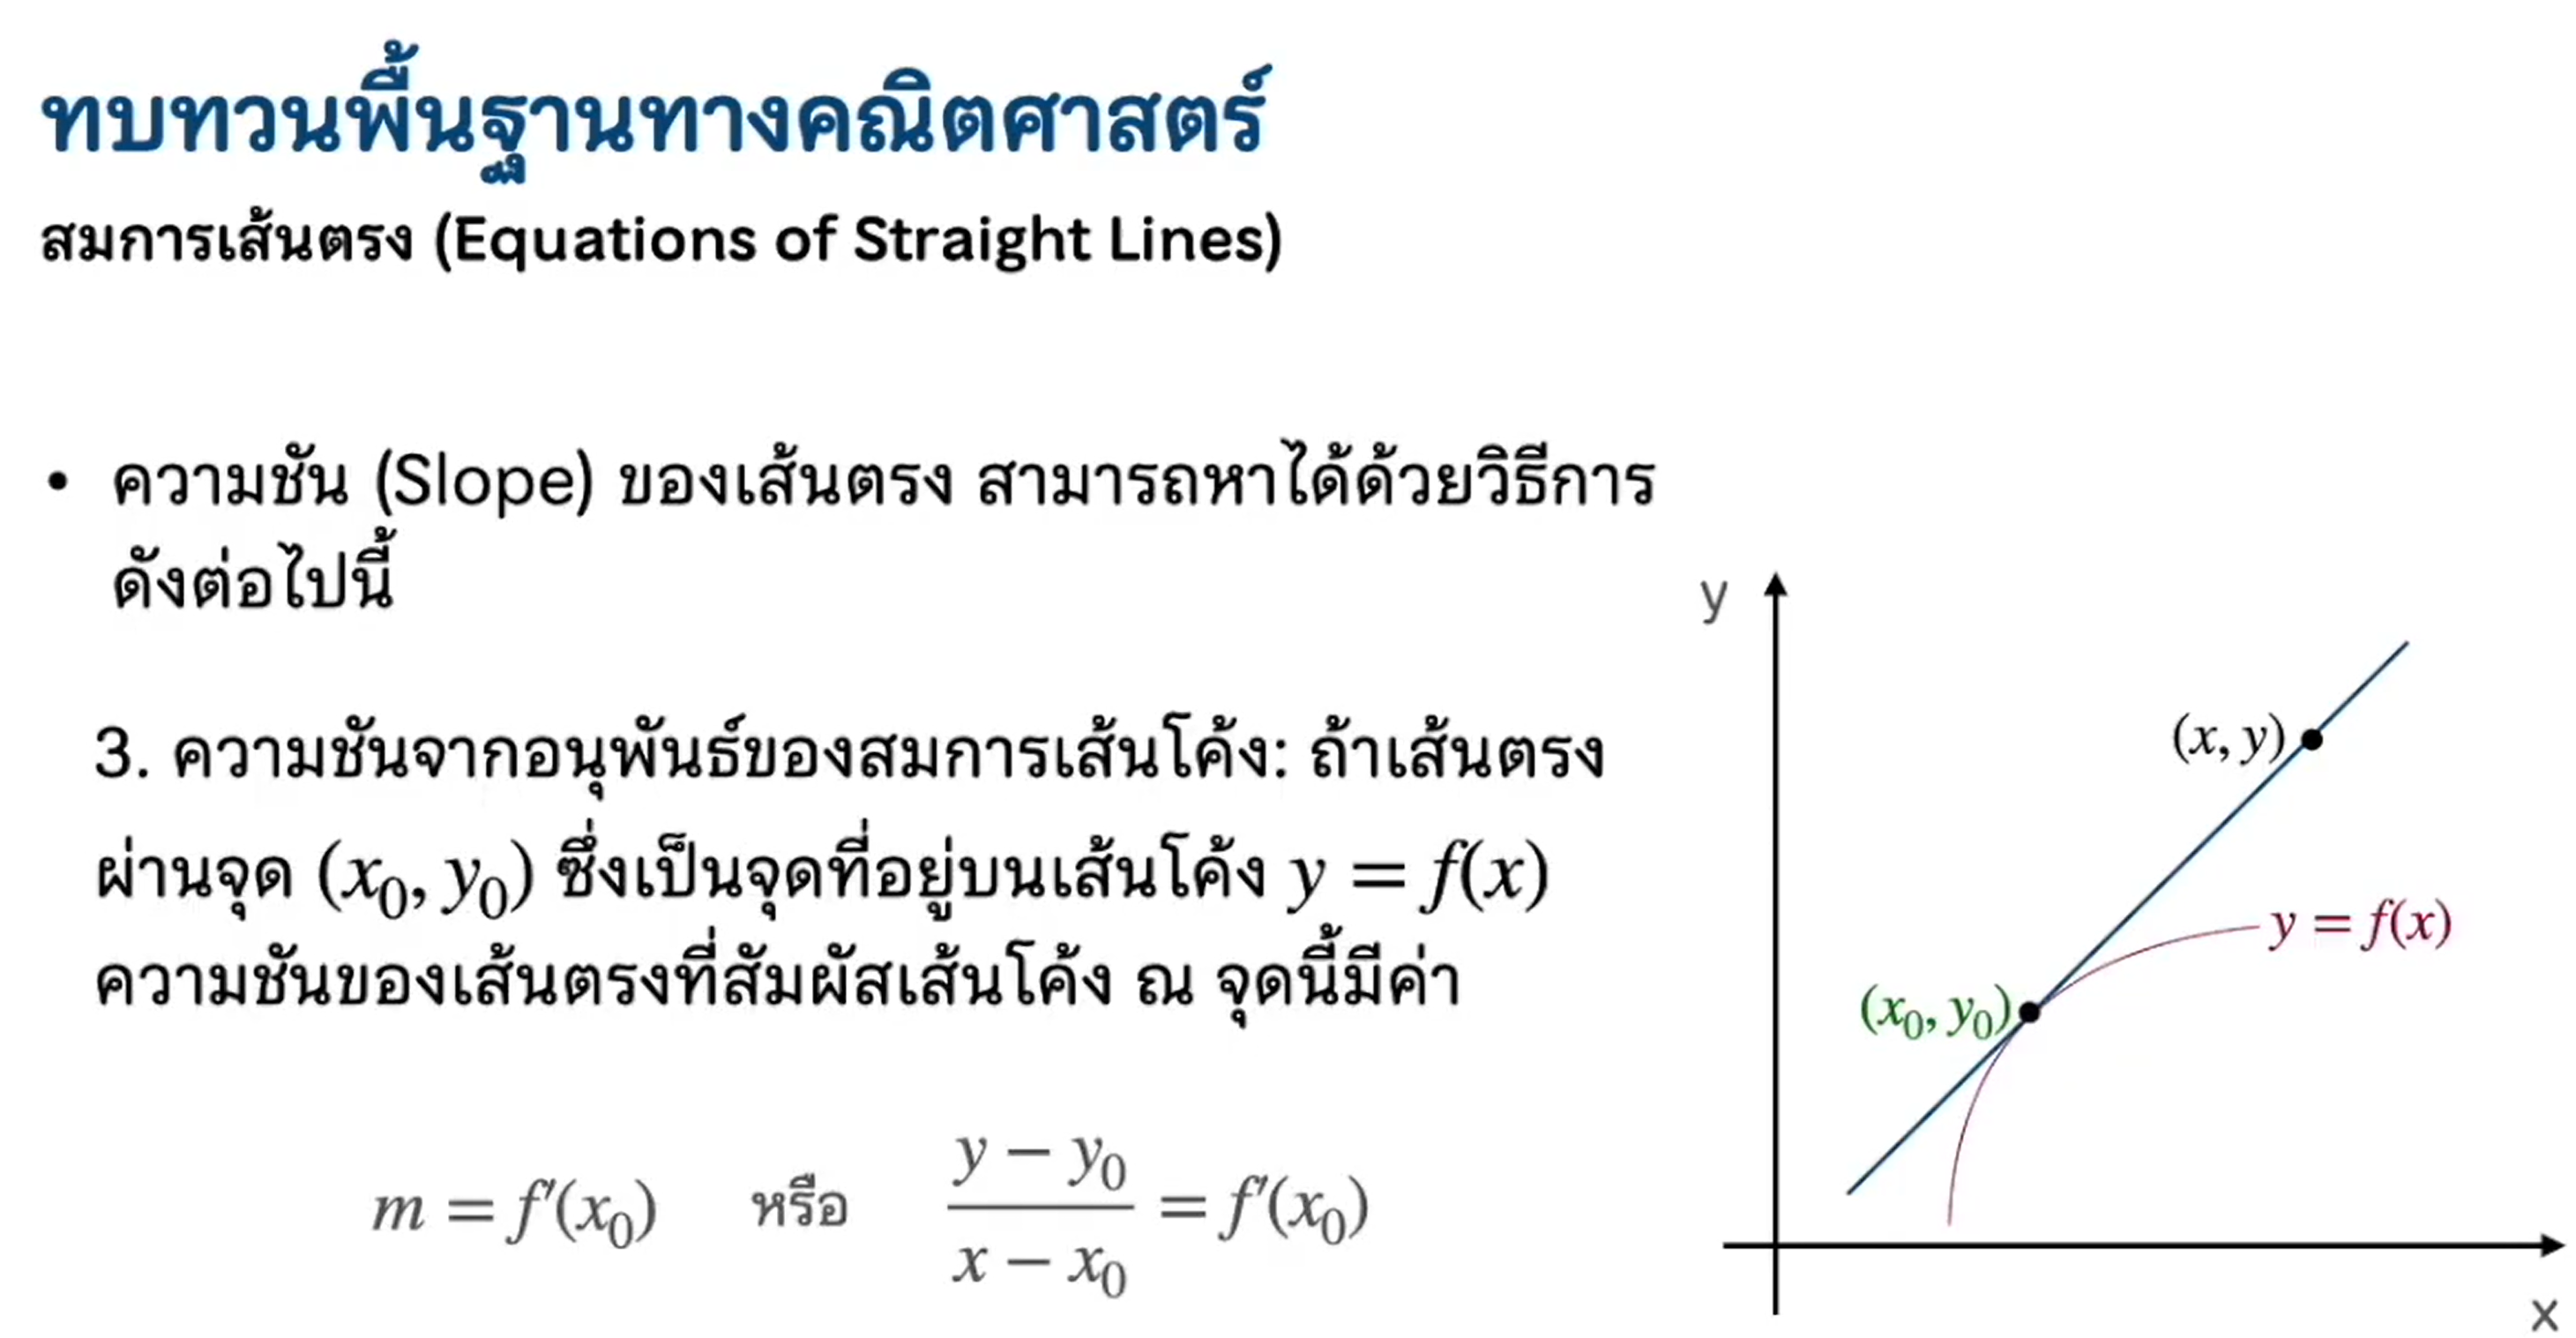 ทบทวนพื้นฐานทางคณิตศาสตร์
สมการเส้นตรง (Equations of Straight Lines)
• ความชัน (Slope) ของเส้นตรง สามารถหาได้ด้วยวิธีการ
ดังต่อไปนี้
3. ความชันจากอนุพันธ์ของสมการเส้นโค้ง: ถ้าเส้นตรง
ผ่านจุด (x₀, y₀) ซึ่งเป็นจุดที่อยู่บนเส้นโค้ง y = f(x)
ความชันของเส้นตรงที่สัมผัสเส้นโค้ง ณ จุดนี้มีค่า
m = f′(x₀) หรือ (y − y₀)/(x − x₀) = f′(x₀)
y
(x, y)
y = f(x)
(x₀, y₀)
x